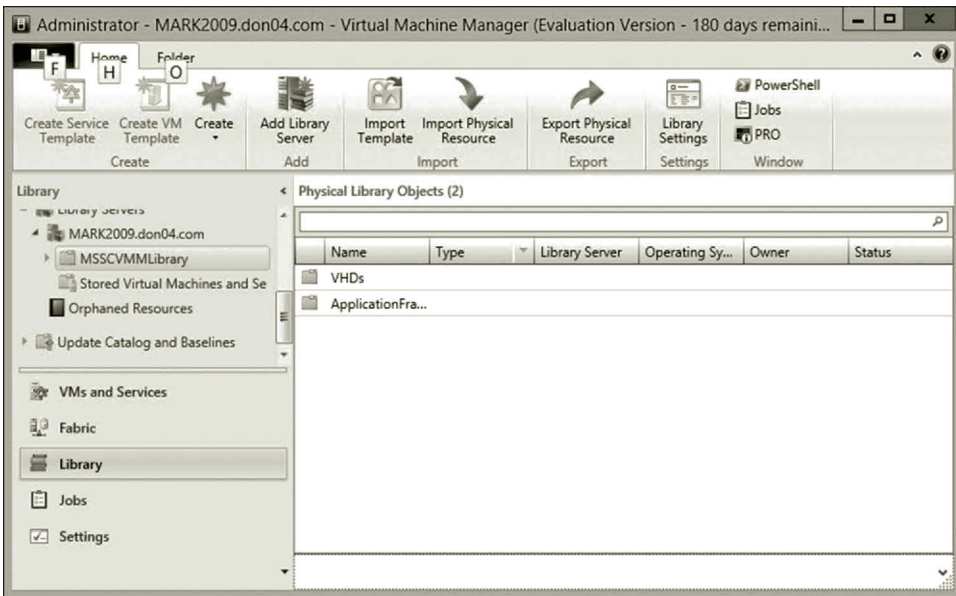 Administrator - MARK2009.don04.com - Virtual Machine Manager (Evaluation Version - 180 days remaini...
F
Home
H
Folder
O
Create Service Template
Create VM Template
Create
Add Library Server
Import Template
Import Physical Resource
Export Physical Resource
Library Settings
PowerShell
Jobs
PRO
Create
Add
Import
Export
Settings
Window
Library
Library Servers
MARK2009.don04.com
MSSCVMMLibrary
Stored Virtual Machines and Se
Orphaned Resources
Update Catalog and Baselines
VMs and Services
Fabric
Library
Jobs
Settings
Physical Library Objects (2)
Name
Type
Library Server
Operating Sy...
Owner
Status
VHDs
ApplicationFra...